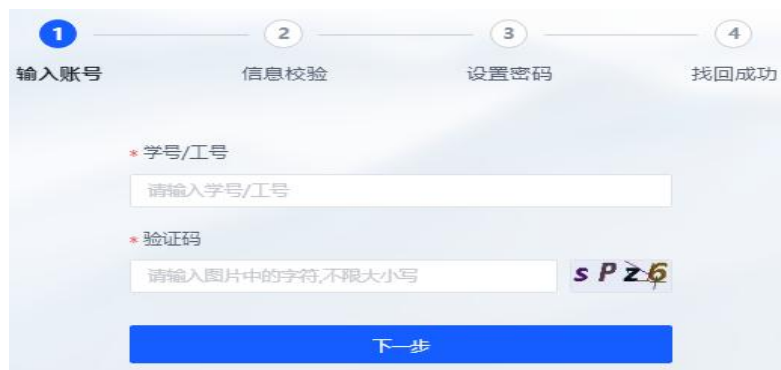 1 2 3 4
输入账号 信息校验 设置密码 找回成功
* 学号/工号
请输入学号/工号
* 验证码
请输入图片中的字符,不限大小写
下一步